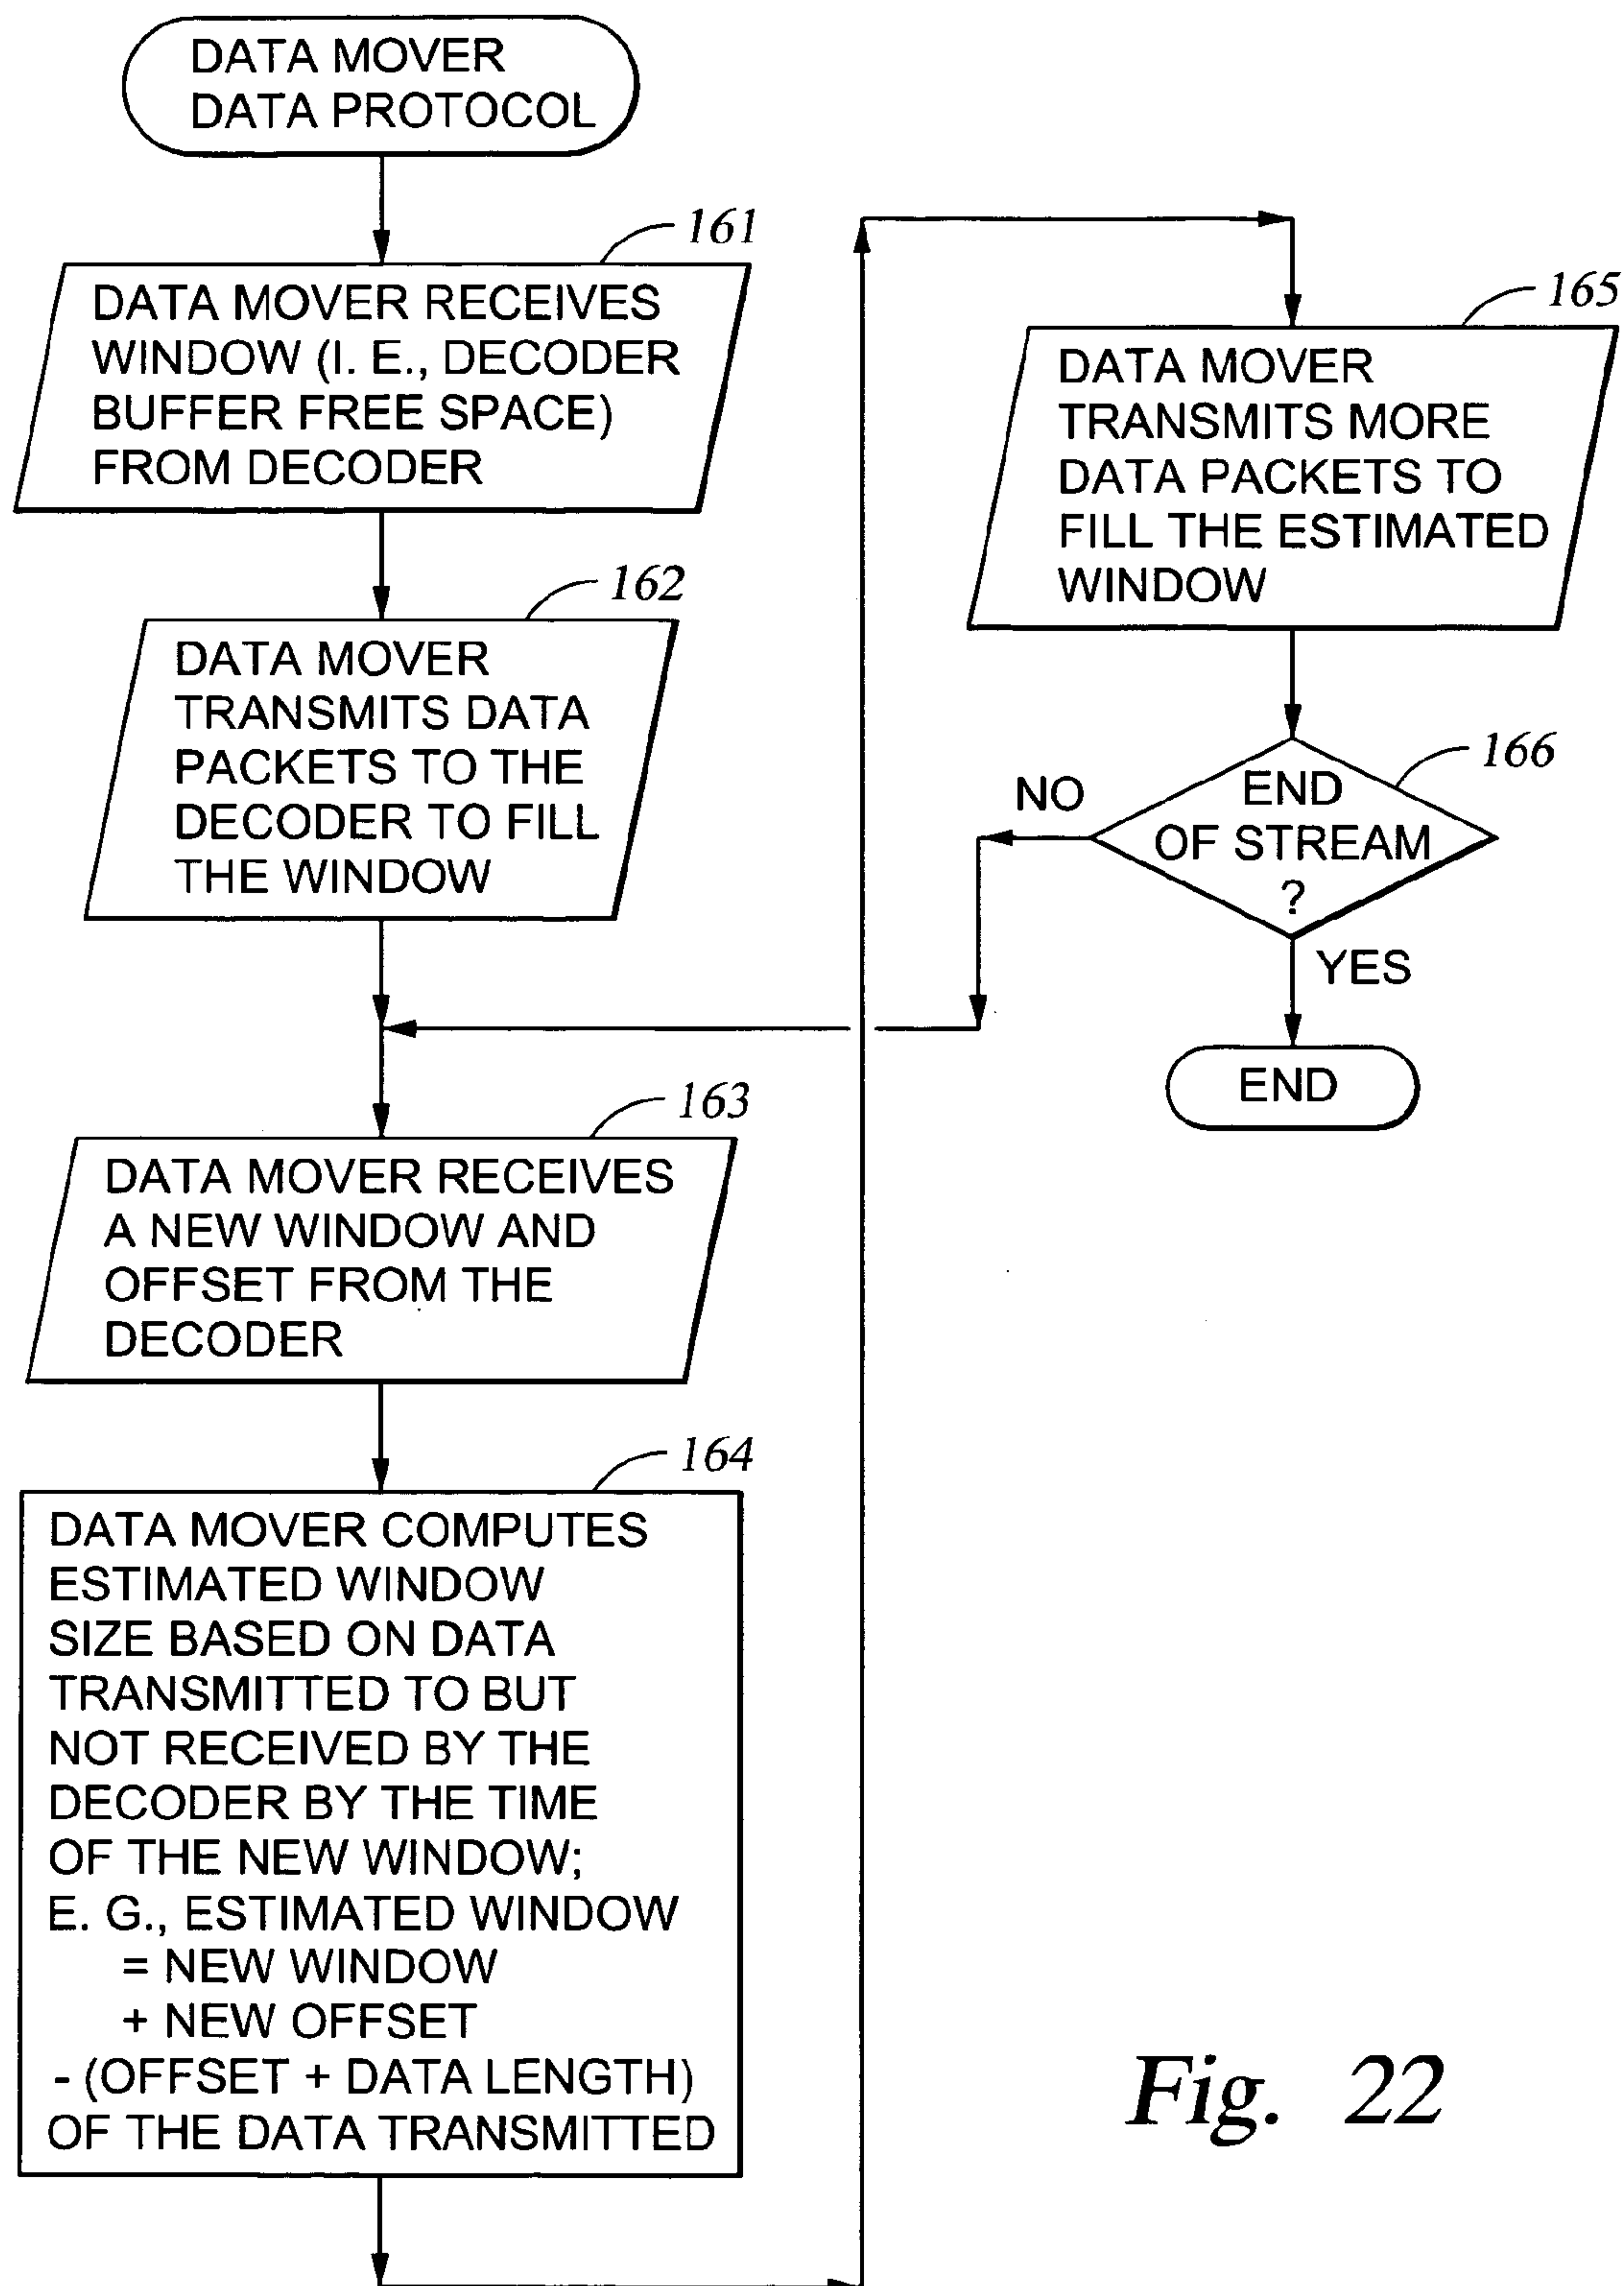 DATA MOVER
DATA PROTOCOL
161
DATA MOVER RECEIVES
WINDOW (I. E., DECODER
BUFFER FREE SPACE)
FROM DECODER
162
DATA MOVER
TRANSMITS DATA
PACKETS TO THE
DECODER TO FILL
THE WINDOW
163
DATA MOVER RECEIVES
A NEW WINDOW AND
OFFSET FROM THE
DECODER
164
DATA MOVER COMPUTES
ESTIMATED WINDOW
SIZE BASED ON DATA
TRANSMITTED TO BUT
NOT RECEIVED BY THE
DECODER BY THE TIME
OF THE NEW WINDOW;
E. G., ESTIMATED WINDOW
= NEW WINDOW
+ NEW OFFSET
- (OFFSET + DATA LENGTH)
OF THE DATA TRANSMITTED
165
DATA MOVER
TRANSMITS MORE
DATA PACKETS TO
FILL THE ESTIMATED
WINDOW
166
END
OF STREAM
?
NO
YES
END
Fig. 22